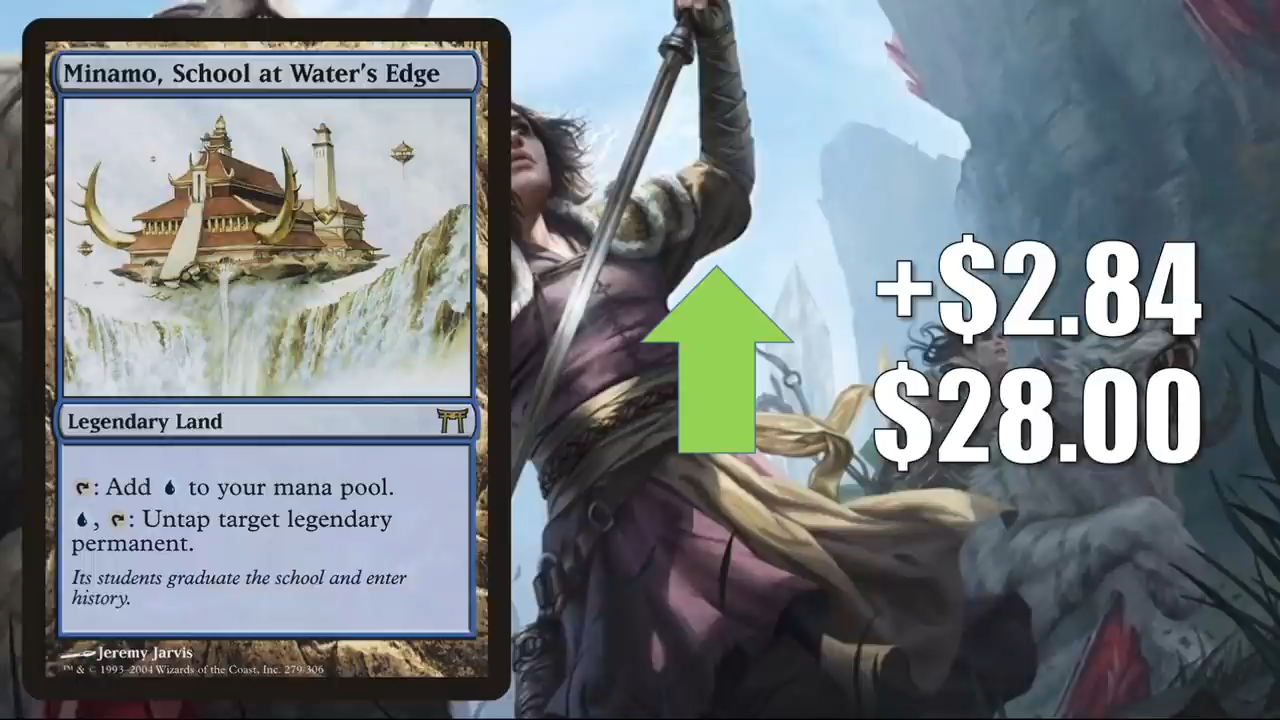 Minamo, School at Water's Edge
Legendary Land
: Add to your mana pool.
, : Untap target legendary
permanent.
Its students graduate the school and enter
history.
Jeremy Jarvis
™ & © 1993–2004 Wizards of the Coast, Inc. 279/306
+$2.84
$28.00